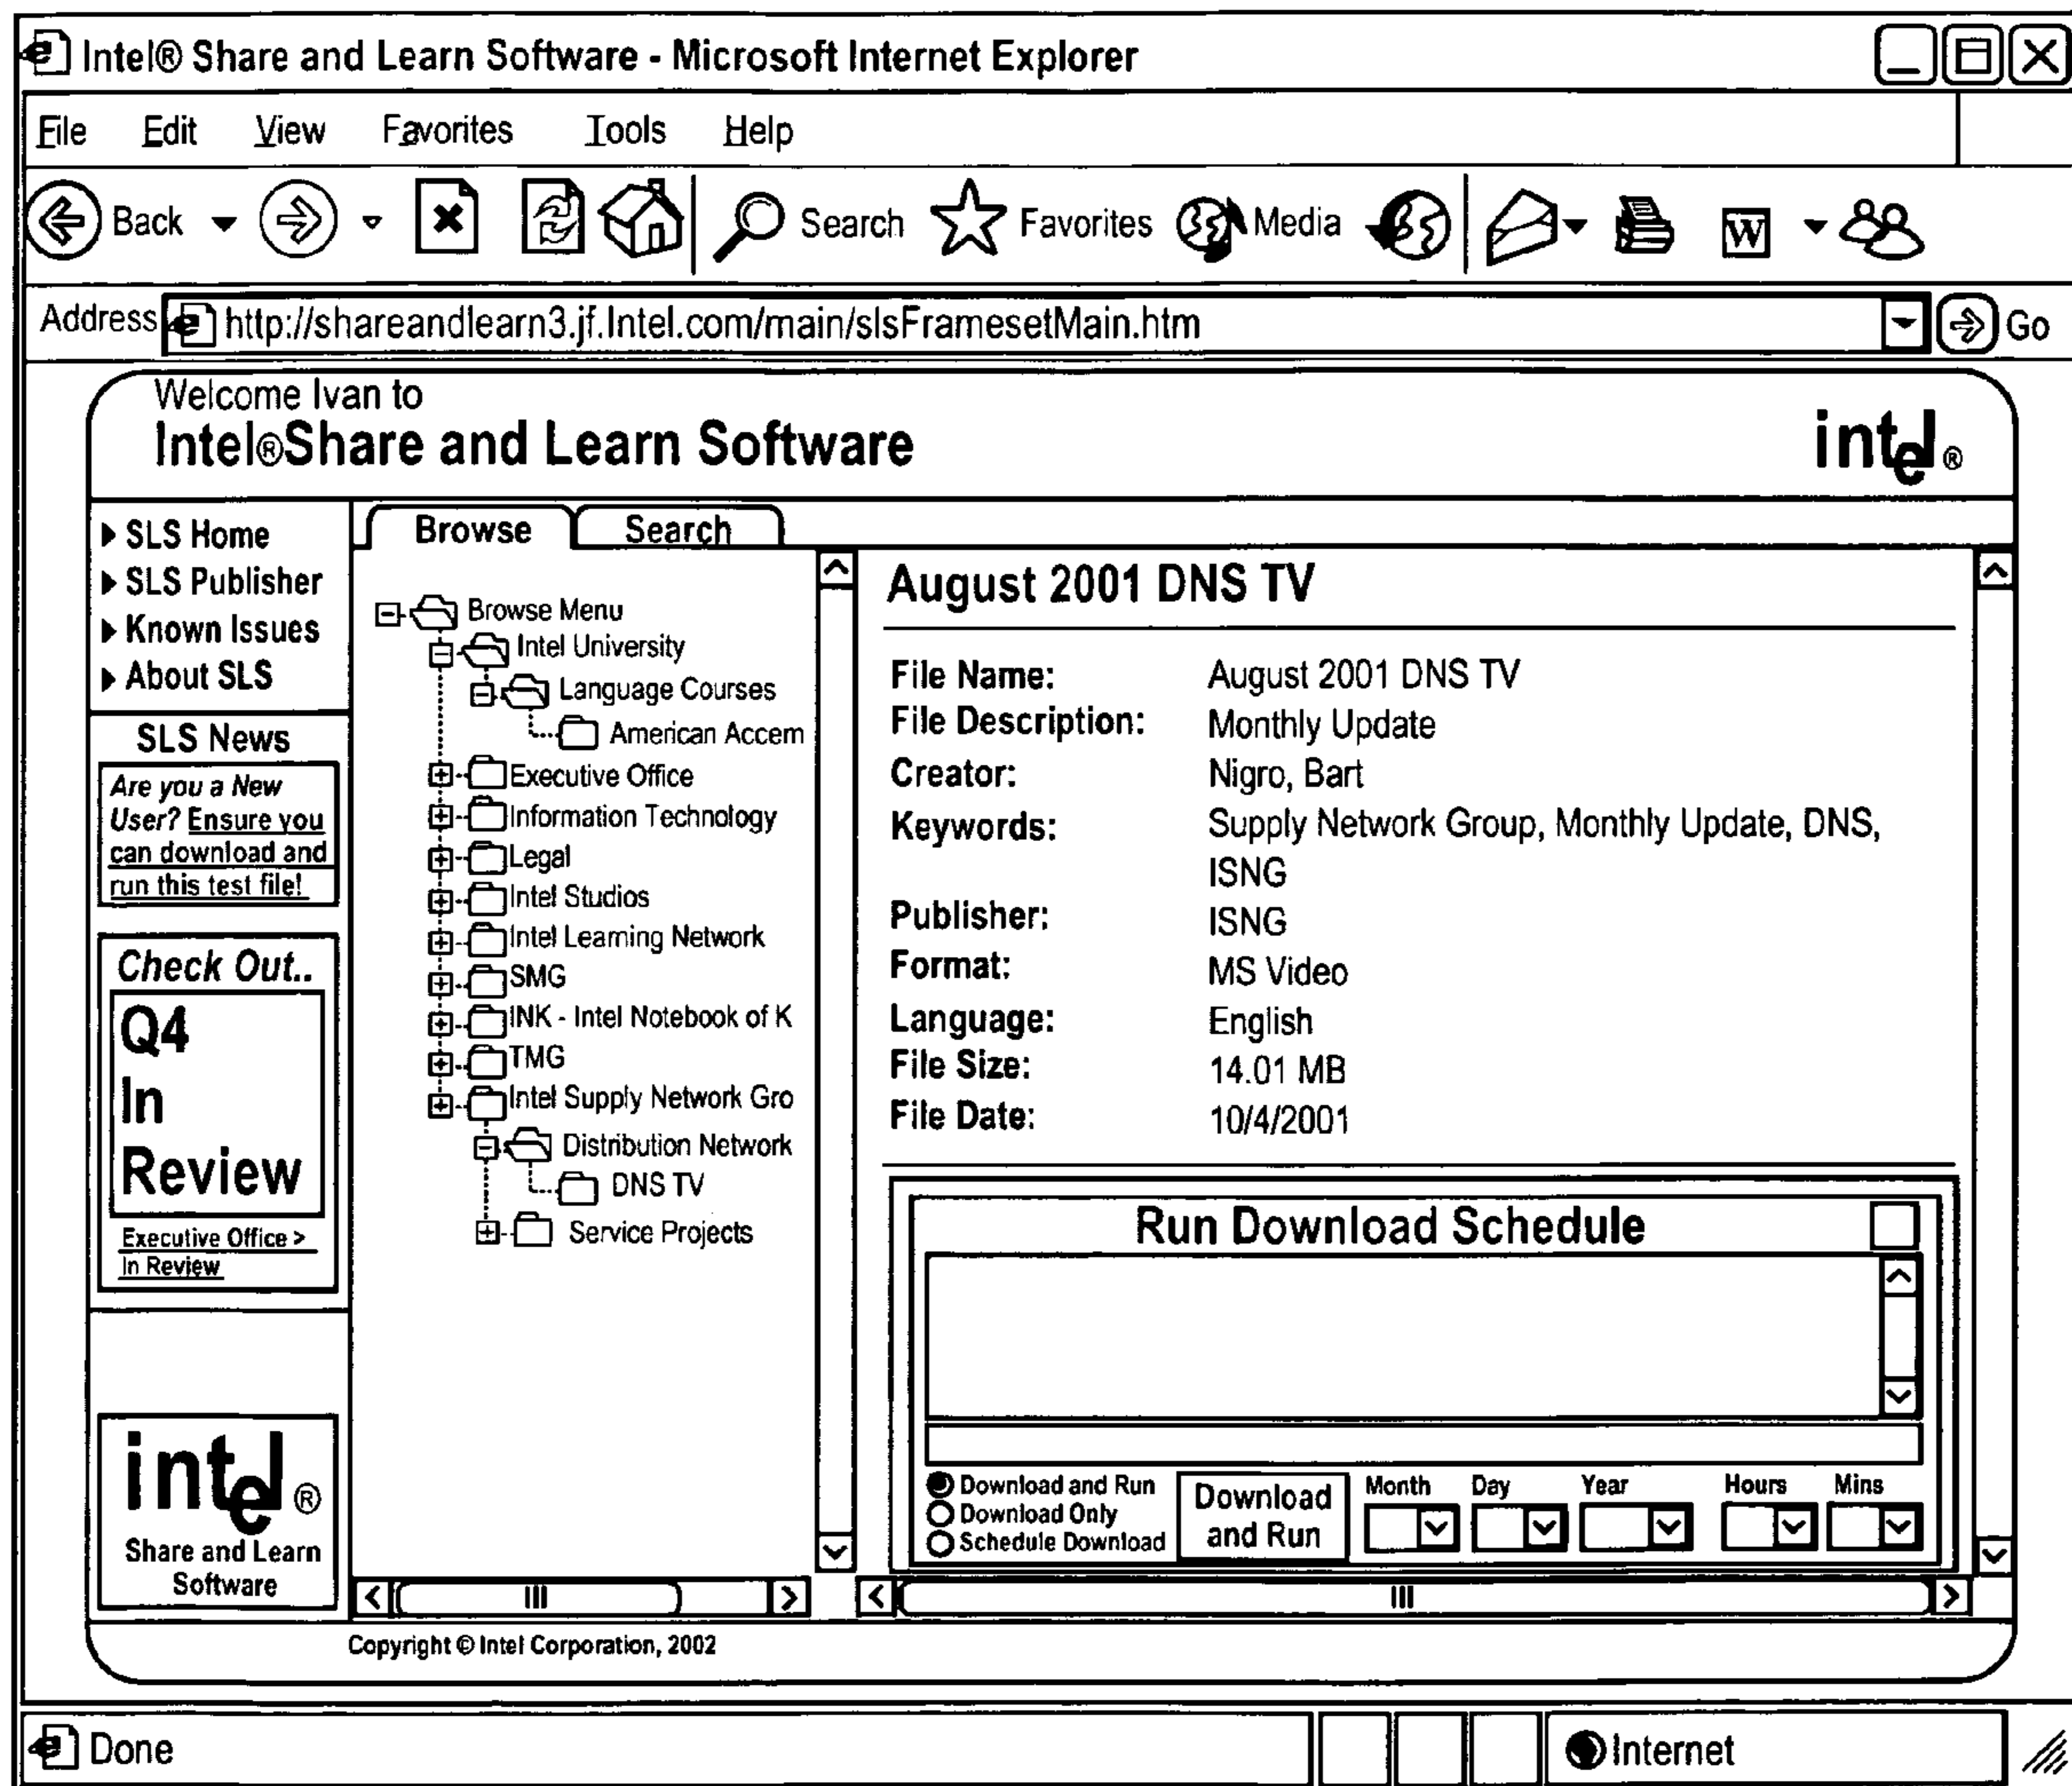 Intel® Share and Learn Software - Microsoft Internet Explorer
File Edit View Favorites Tools Help
Back Search Favorites Media W
Address http://shareandlearn3.jf.Intel.com/main/slsFramesetMain.htm Go
Welcome Ivan to
Intel®Share and Learn Software
intel®
SLS Home
SLS Publisher
Known Issues
About SLS
SLS News
Are you a New
User? Ensure you
can download and
run this test file!
Check Out..
Q4
In
Review
Executive Office >
In Review
intel®
Share and Learn
Software
Browse Search
Browse Menu
Intel University
Language Courses
American Accem
Executive Office
Information Technology
Legal
Intel Studios
Intel Learning Network
SMG
INK - Intel Notebook of K
TMG
Intel Supply Network Gro
Distribution Network
DNS TV
Service Projects
August 2001 DNS TV
File Name: August 2001 DNS TV
File Description: Monthly Update
Creator: Nigro, Bart
Keywords: Supply Network Group, Monthly Update, DNS,
ISNG
Publisher: ISNG
Format: MS Video
Language: English
File Size: 14.01 MB
File Date: 10/4/2001
Run Download Schedule
Download and Run
Download Only
Schedule Download
Download
and Run
Month Day Year Hours Mins
Copyright © Intel Corporation, 2002
Done Internet